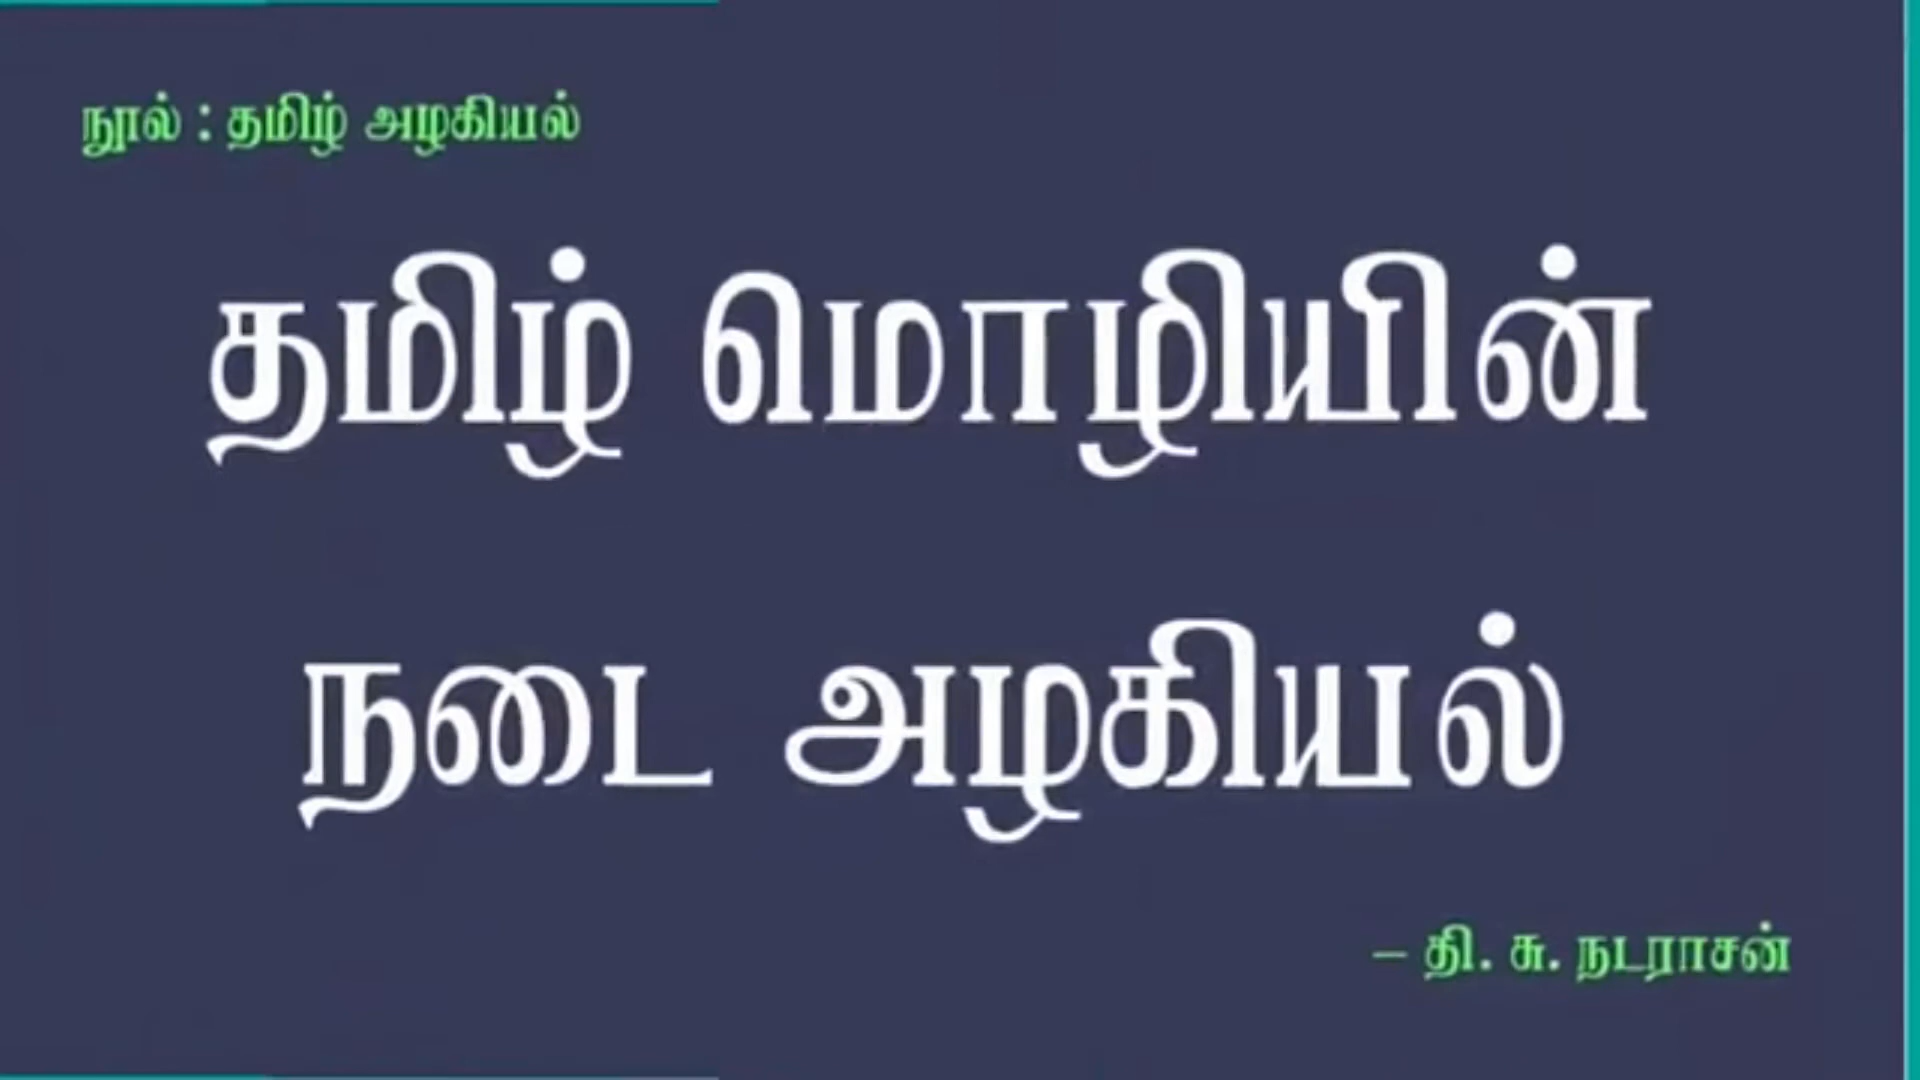 நூல் : தமிழ் அழகியல்
தமிழ் மொழியின்
நடை அழகியல்
– தி. சு. நடராசன்